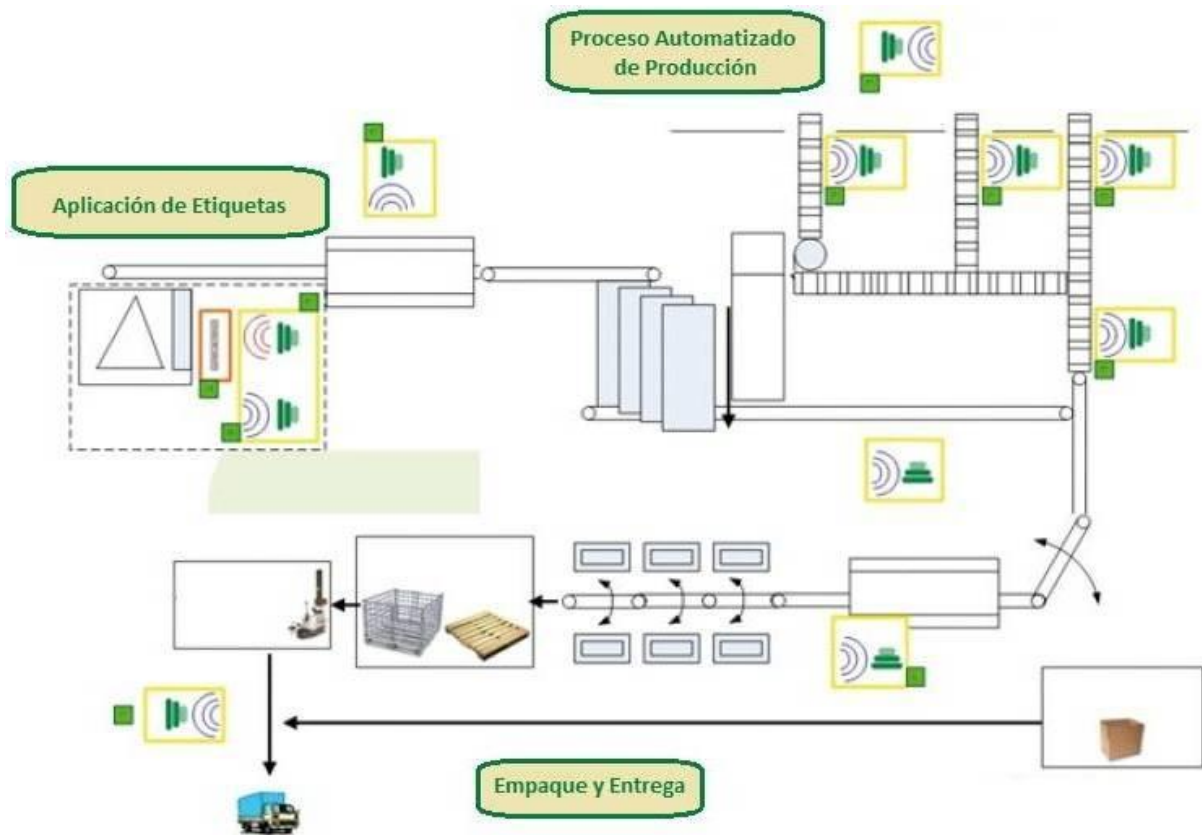 Proceso Automatizado
de Producción
Aplicación de Etiquetas
Empaque y Entrega